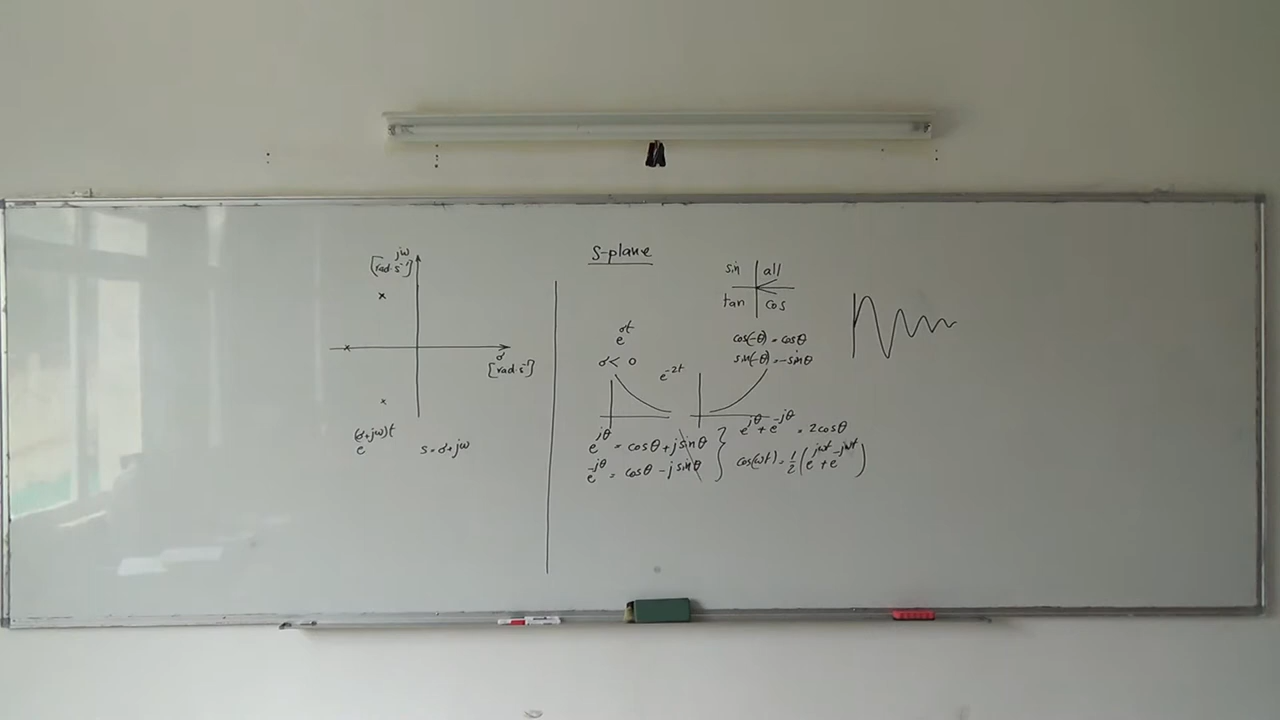 jω
[rad·s⁻¹]
σ
[rad·s⁻¹]
e^(σ+jω)t
s = σ+jω
S-plane
sin all
tan cos
e^σt
σ < 0
e^-2t
cos(-θ) = cosθ
sin(-θ) = -sinθ
e^jθ = cosθ + j sinθ
e^-jθ = cosθ - j sinθ
e^jθ + e^-jθ = 2cosθ
cos(ωt) = 1/2 (e^jωt + e^-jωt)